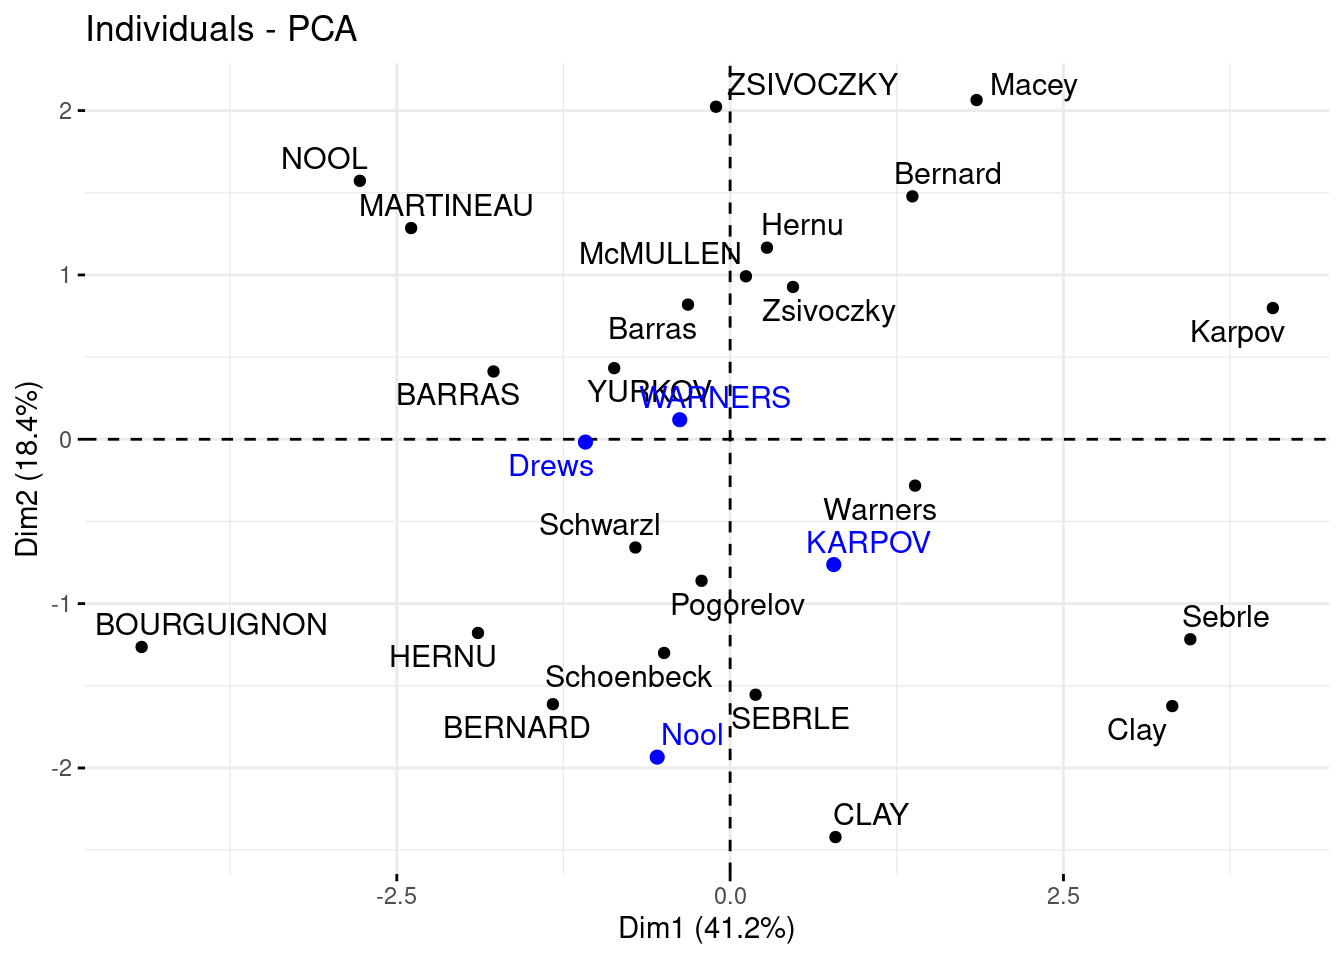 Individuals - PCA
ZSIVOCZKY
Macey
2
NOOL
Bernard
MARTINEAU
Hernu
McMULLEN
1
Zsivoczky
Barras
Karpov
BARRAS
YURKOV
WARNERS
0
Drews
Dim2 (18.4%)
Warners
Schwarzl
KARPOV
-1
Pogorelov
Sebrle
BOURGUIGNON
HERNU
Schoenbeck
SEBRLE
BERNARD
Clay
Nool
-2
CLAY
-2.5 0.0 2.5
Dim1 (41.2%)